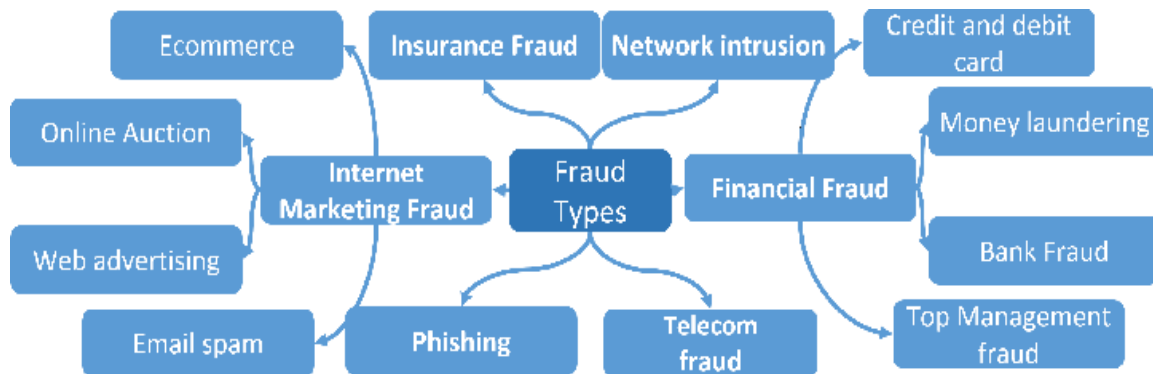 Ecommerce
Insurance Fraud
Network intrusion
Credit and debit
card
Online Auction
Money laundering
Internet
Marketing Fraud
Fraud
Types
Financial Fraud
Web advertising
Bank Fraud
Email spam
Phishing
Telecom
fraud
Top Management
fraud